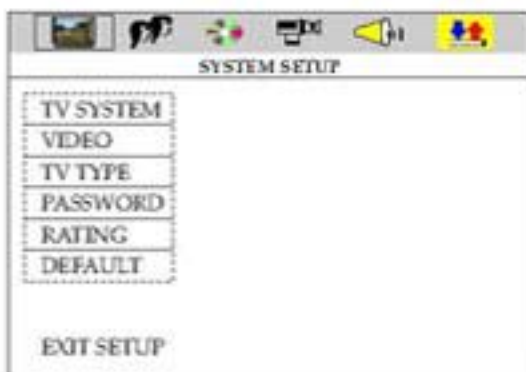 SYSTEM SETUP
TV SYSTEM
VIDEO
TV TYPE
PASSWORD
RATING
DEFAULT
EXIT SETUP